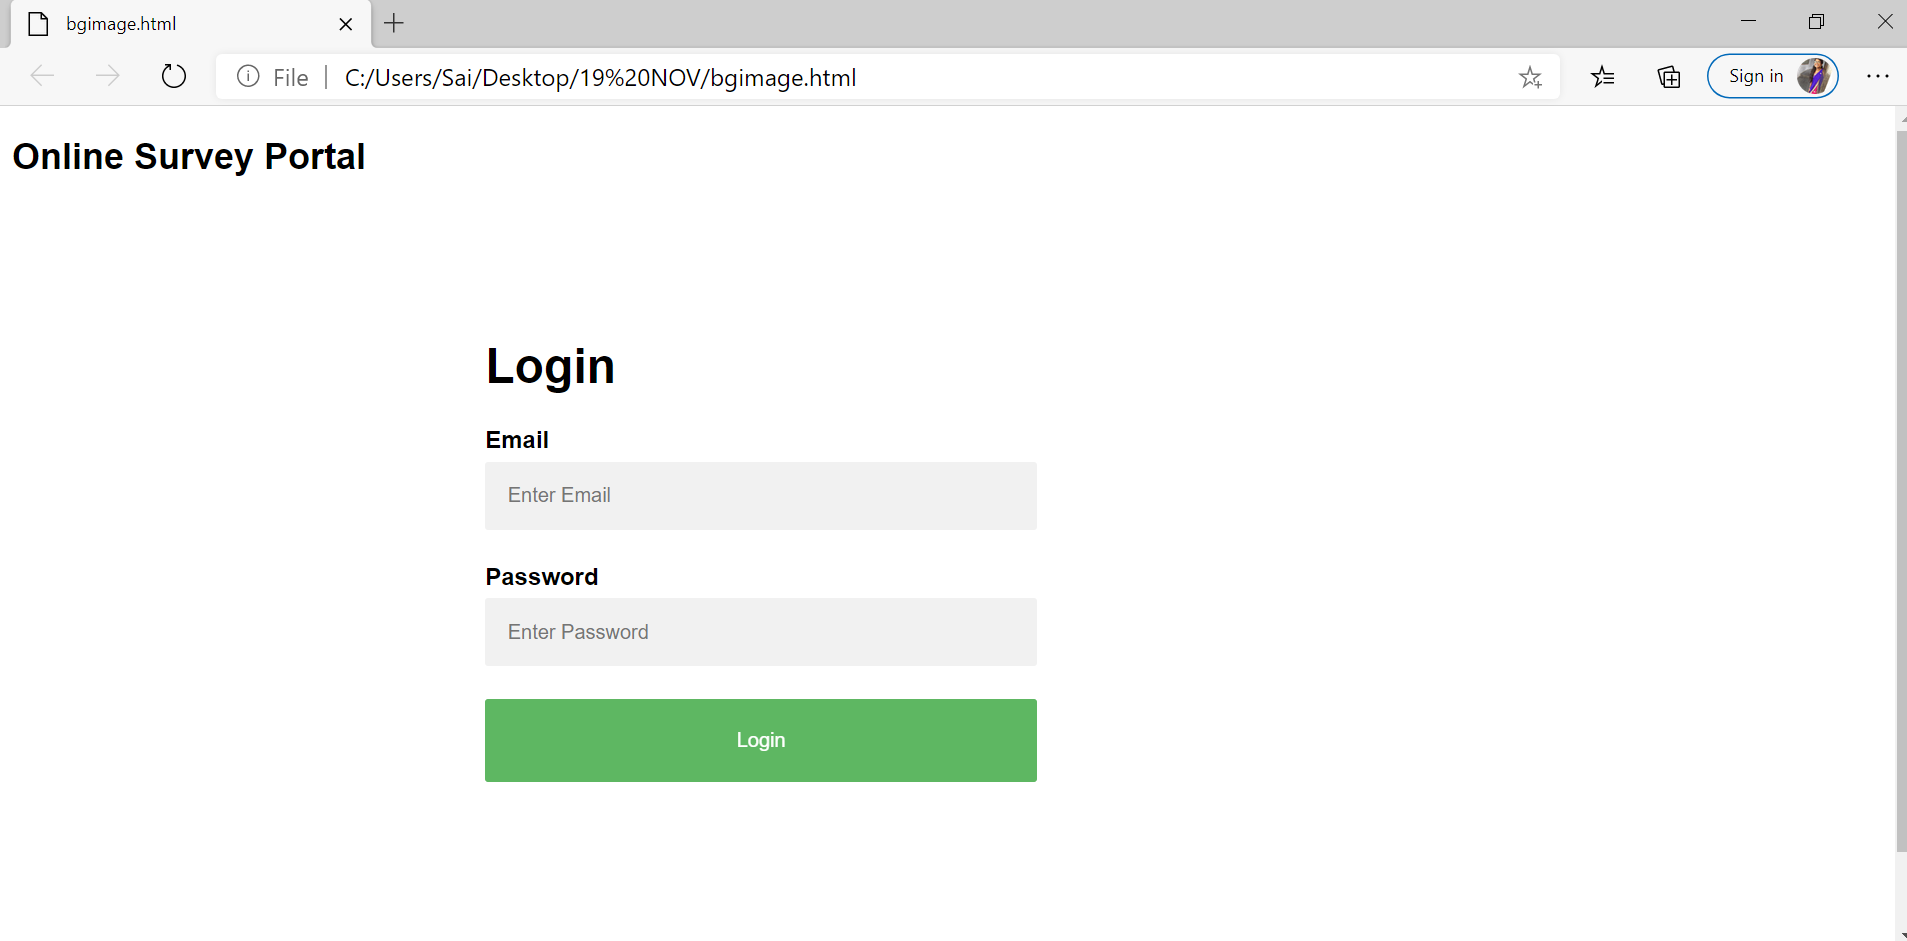 bgimage.html
File | C:/Users/Sai/Desktop/19%20NOV/bgimage.html
Sign in
Online Survey Portal
Login
Email
Enter Email
Password
Enter Password
Login